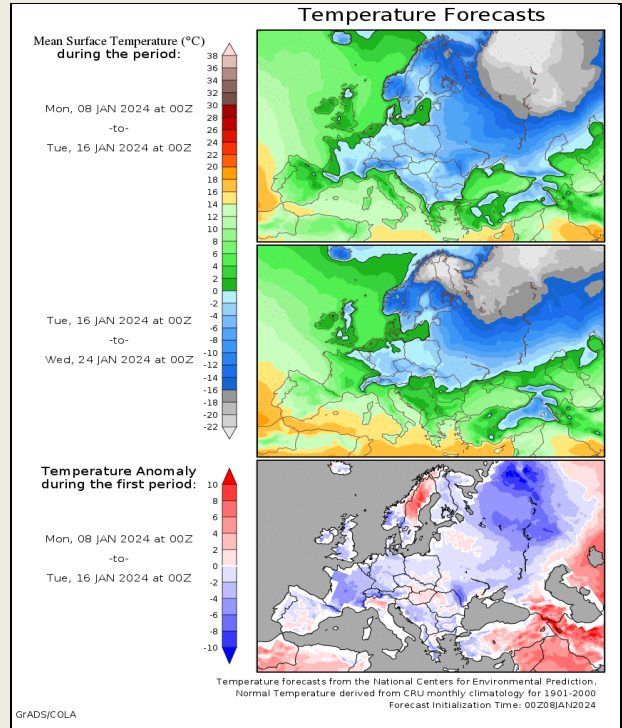 Temperature Forecasts
Mean Surface Temperature (°C)
during the period:
Mon, 08 JAN 2024 at 00Z
-to-
Tue, 16 JAN 2024 at 00Z
38
36
34
32
30
28
26
24
22
20
18
16
14
12
10
8
6
4
2
0
-2
-4
-6
-8
-10
-12
-14
-16
-18
-20
-22
Tue, 16 JAN 2024 at 00Z
-to-
Wed, 24 JAN 2024 at 00Z
Temperature Anomaly
during the first period:
Mon, 08 JAN 2024 at 00Z
-to-
Tue, 16 JAN 2024 at 00Z
10
8
6
4
2
0
-2
-4
-6
-8
-10
Temperature forecasts from the National Centers for Environmental Prediction.
Normal Temperature derived from CRU monthly climatology for 1901-2000
Forecast Initialization Time: 00Z08JAN2024
GrADS/COLA